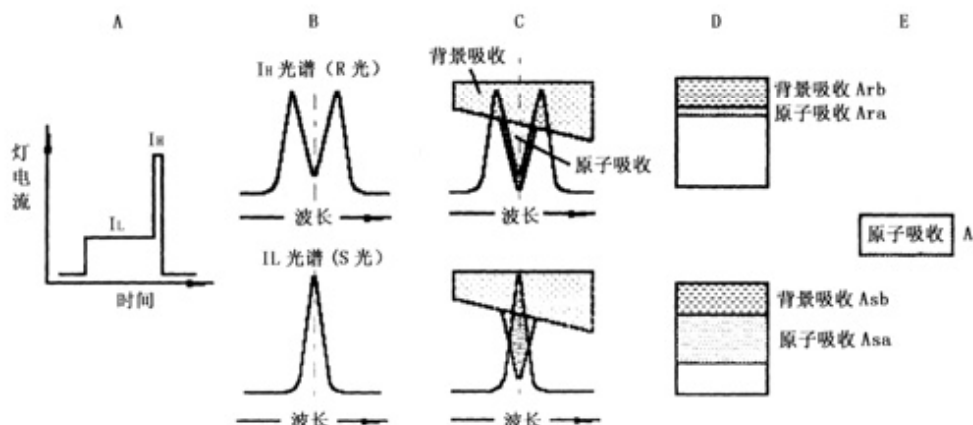 A
B
C
D
E
灯电流
IH
IL
时间
IH 光谱（R 光）
波长
背景吸收
原子吸收
波长
背景吸收 Arb
原子吸收 Ara
原子吸收 A
IL 光谱 (S 光)
波长
波长
背景吸收 Asb
原子吸收 Asa